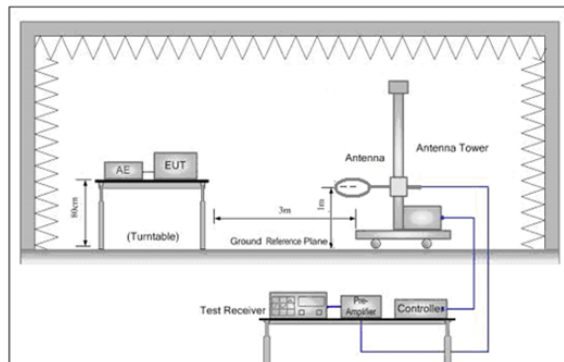 AE
EUT
80cm
(Turntable)
3m
1m
Ground Reference Plane
Antenna
Antenna Tower
Test Receiver
Pre-
Amplifier
Controller